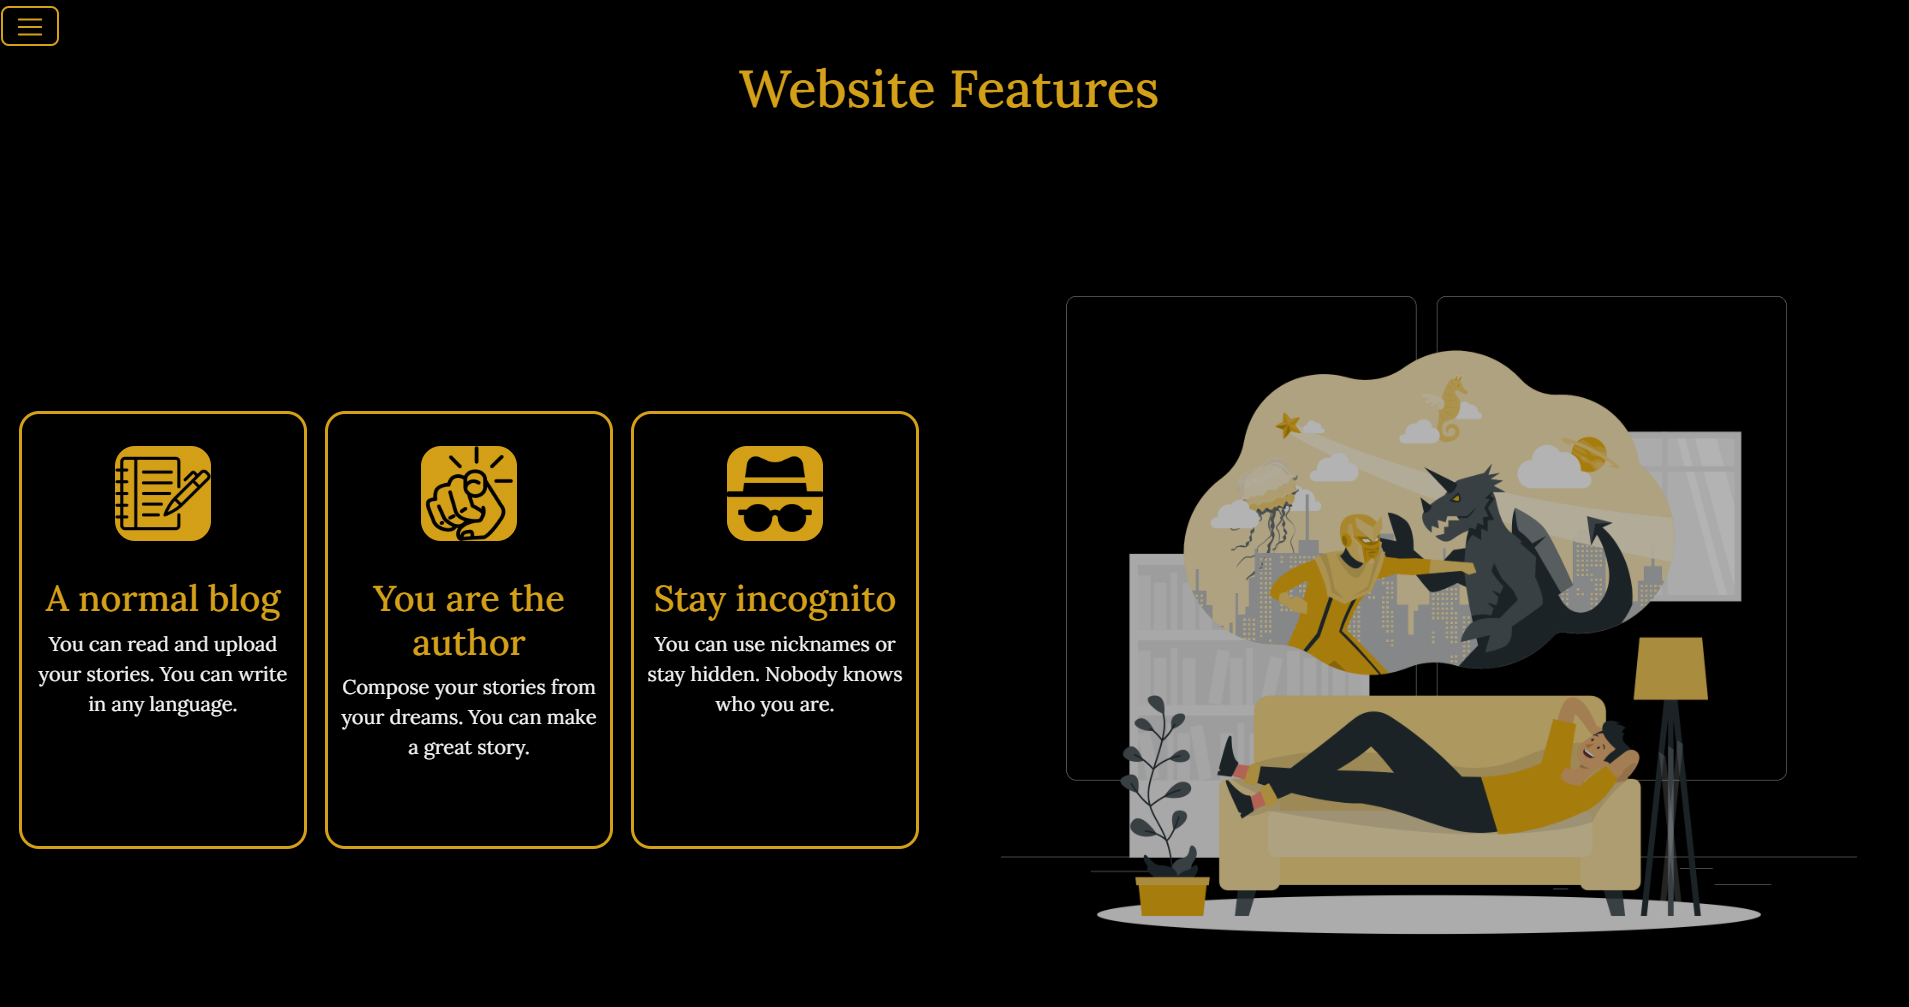 Website Features
A normal blog
You can read and upload
your stories. You can write
in any language.
You are the
author
Compose your stories from
your dreams. You can make
a great story.
Stay incognito
You can use nicknames or
stay hidden. Nobody knows
who you are.